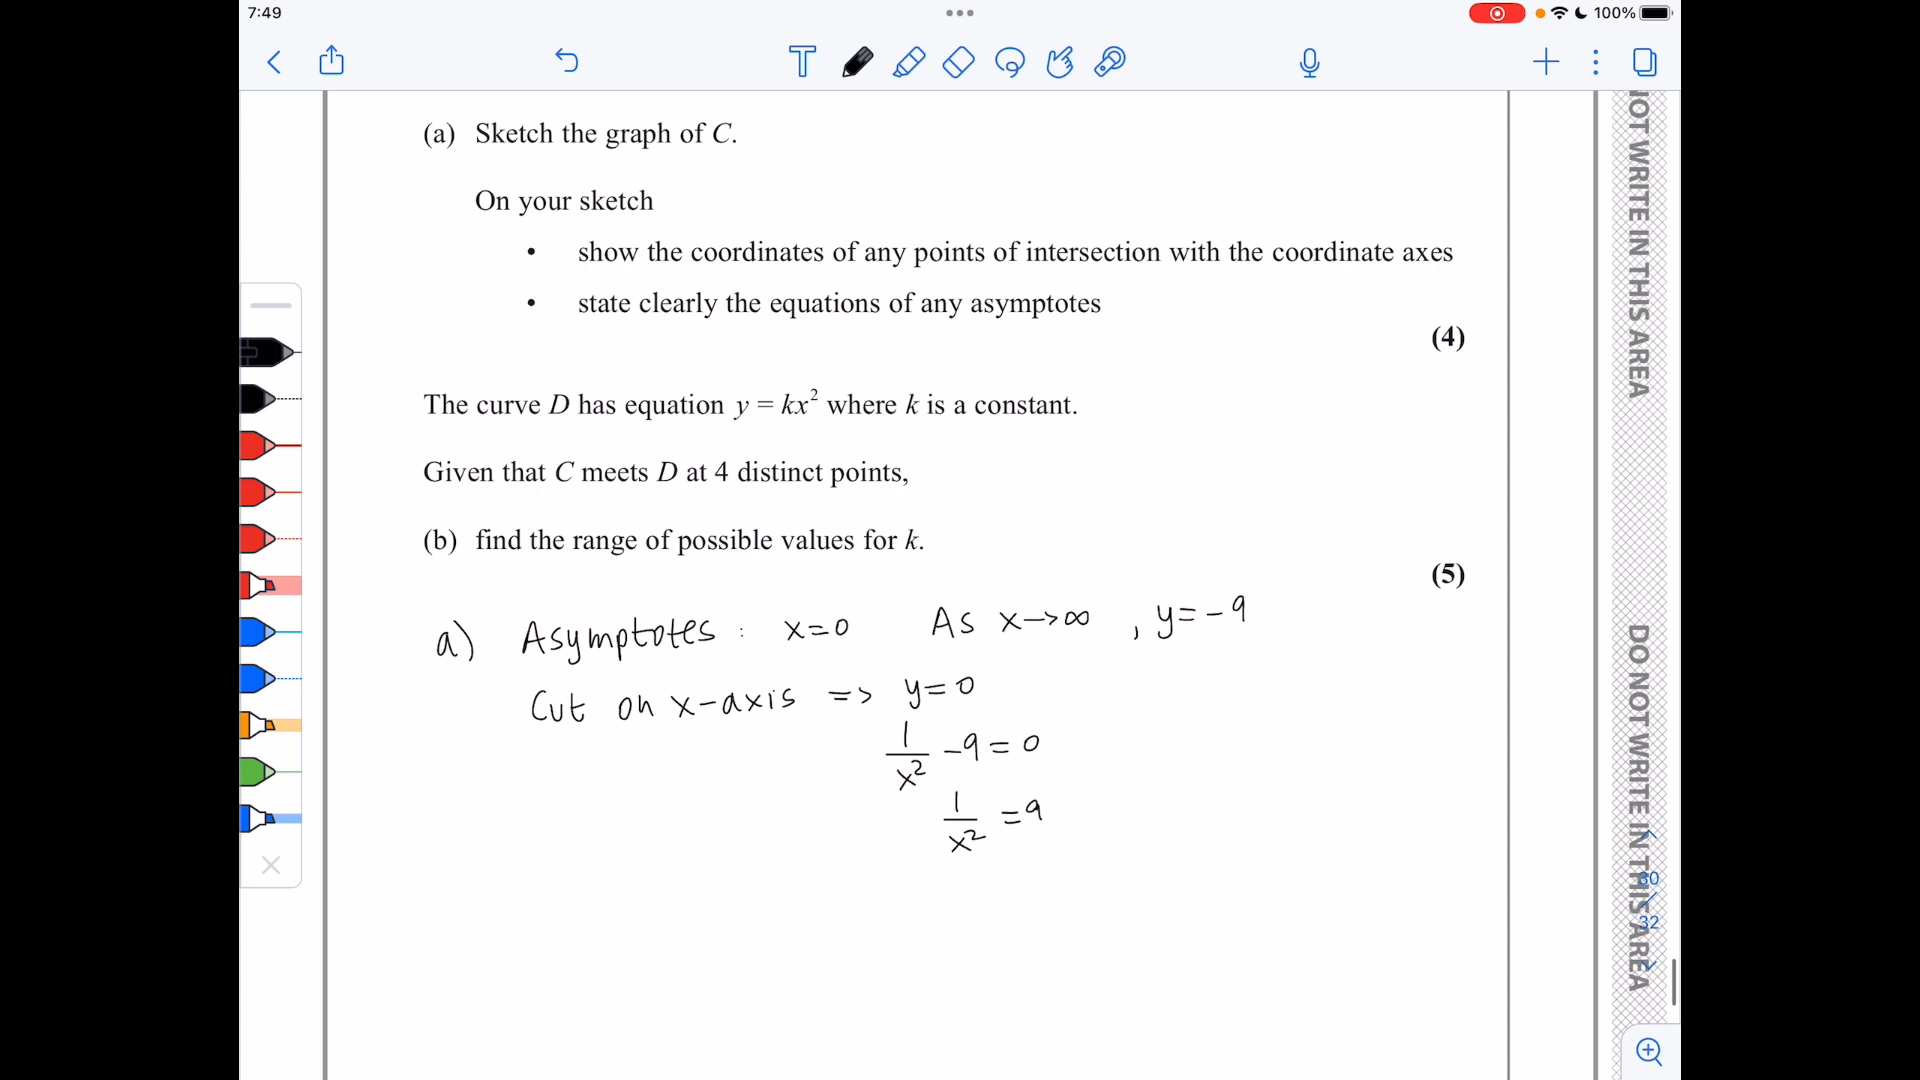 7:49
100%
(a) Sketch the graph of C.
On your sketch
• show the coordinates of any points of intersection with the coordinate axes
• state clearly the equations of any asymptotes
(4)
The curve D has equation y = kx² where k is a constant.
Given that C meets D at 4 distinct points,
(b) find the range of possible values for k.
(5)
a) Asymptotes : x=0 As x→∞ , y=-9
Cut on x-axis => y=0
1/x² -9=0
1/x² =9
NOT WRITE IN THIS AREA
DO NOT WRITE IN THIS AREA
30
32